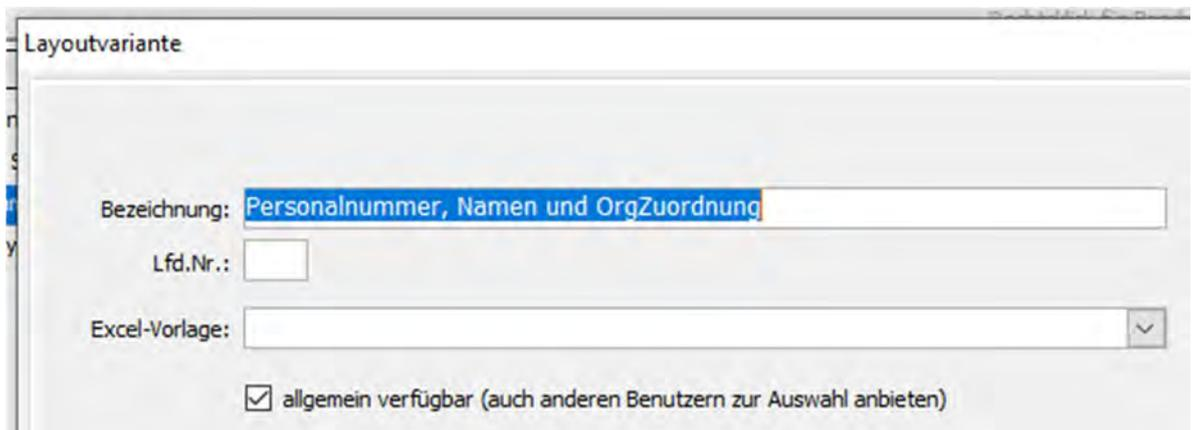 Layoutvariante
Bezeichnung: Personalnummer, Namen und OrgZuordnung
Lfd.Nr.:
Excel-Vorlage:
allgemein verfügbar (auch anderen Benutzern zur Auswahl anbieten)